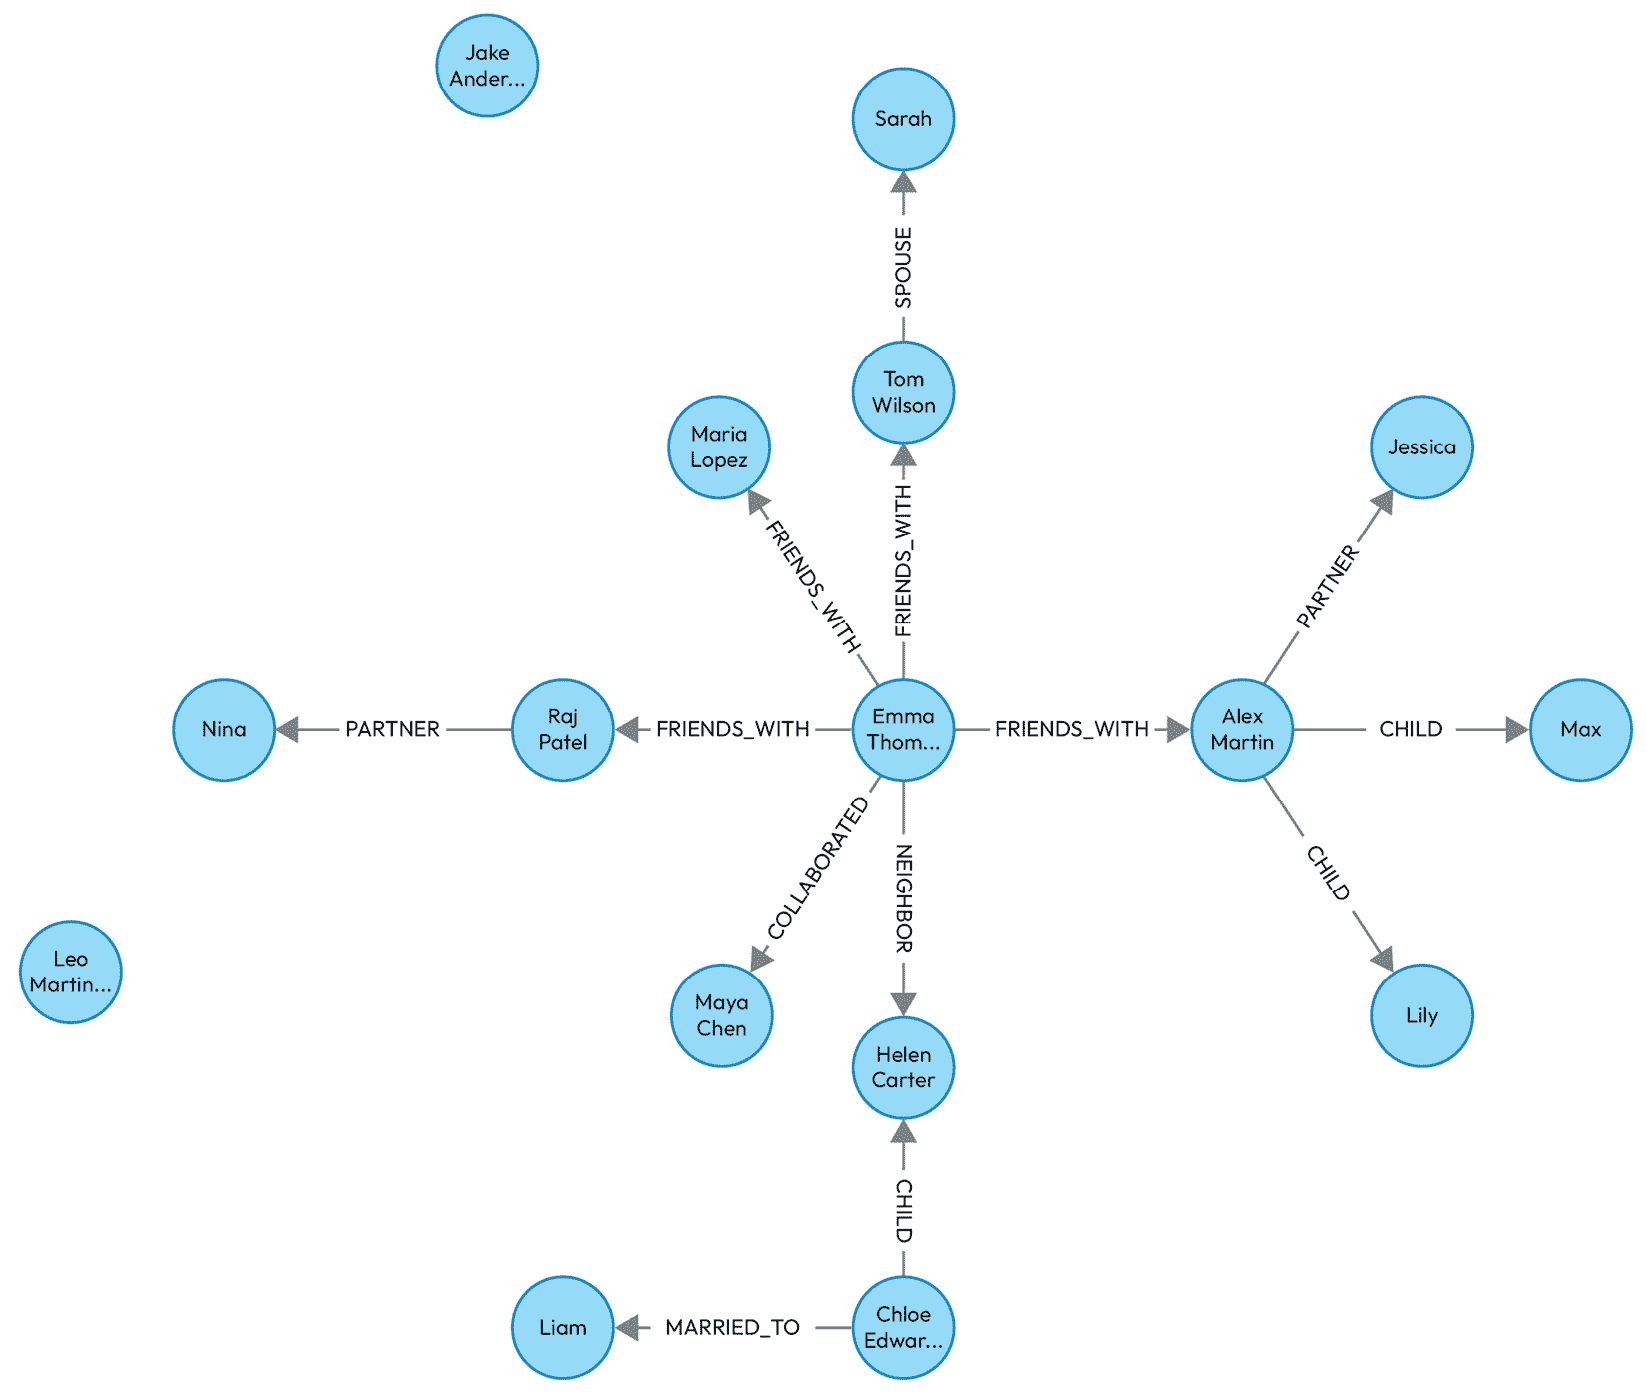 Jake
Ander...
Sarah
SPOUSE
Tom
Wilson
Maria
Lopez
Jessica
FRIENDS_WITH
FRIENDS_WITH
PARTNER
Nina
PARTNER
Raj
Patel
FRIENDS_WITH
Emma
Thom...
FRIENDS_WITH
Alex
Martin
CHILD
Max
COLLABORATED
NEIGHBOR
CHILD
Leo
Martin...
Maya
Chen
Lily
Helen
Carter
CHILD
Liam
MARRIED_TO
Chloe
Edwar...